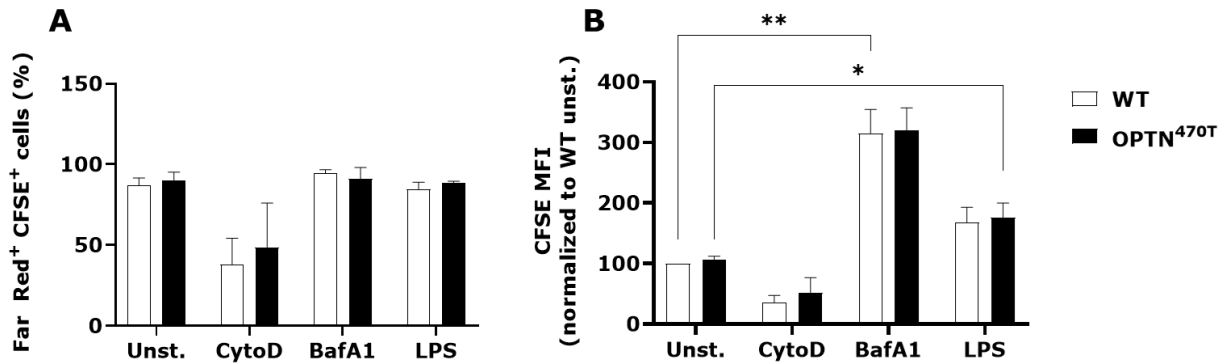 A
Far Red⁺ CFSE⁺ cells (%)
150
100
50
0
Unst. CytoD BafA1 LPS
B
CFSE MFI
(normalized to WT unst.)
**
*
400
300
200
100
0
Unst. CytoD BafA1 LPS
WT
OPTN⁴⁷⁰ᵀ